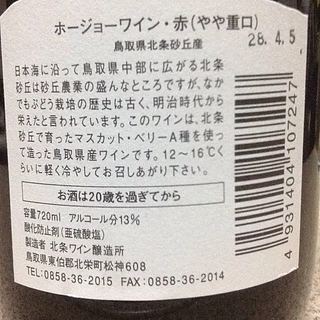 ホージョーワイン・赤(やや重口)
鳥取県北条砂丘産
28.4.5
日本海に沿って鳥取県中部に広がる北条
砂丘は砂丘農業の盛んなところですが、なか
でもぶどう栽培の歴史は古く、明治時代から
栄えたと言われています。このワインは、北条
砂丘で育ったマスカット・ベリーA種を使っ
て造った鳥取県産ワインです。12〜16℃く
らいに軽く冷やしてお召しあがり下さい。
お酒は20歳を過ぎてから
容量720ml アルコール分13%
酸化防止剤(亜硫酸塩)
製造者 北条ワイン醸造所
鳥取県東伯郡北栄町松神608
TEL:0858-36-2015 FAX:0858-36-2014
4931404107247